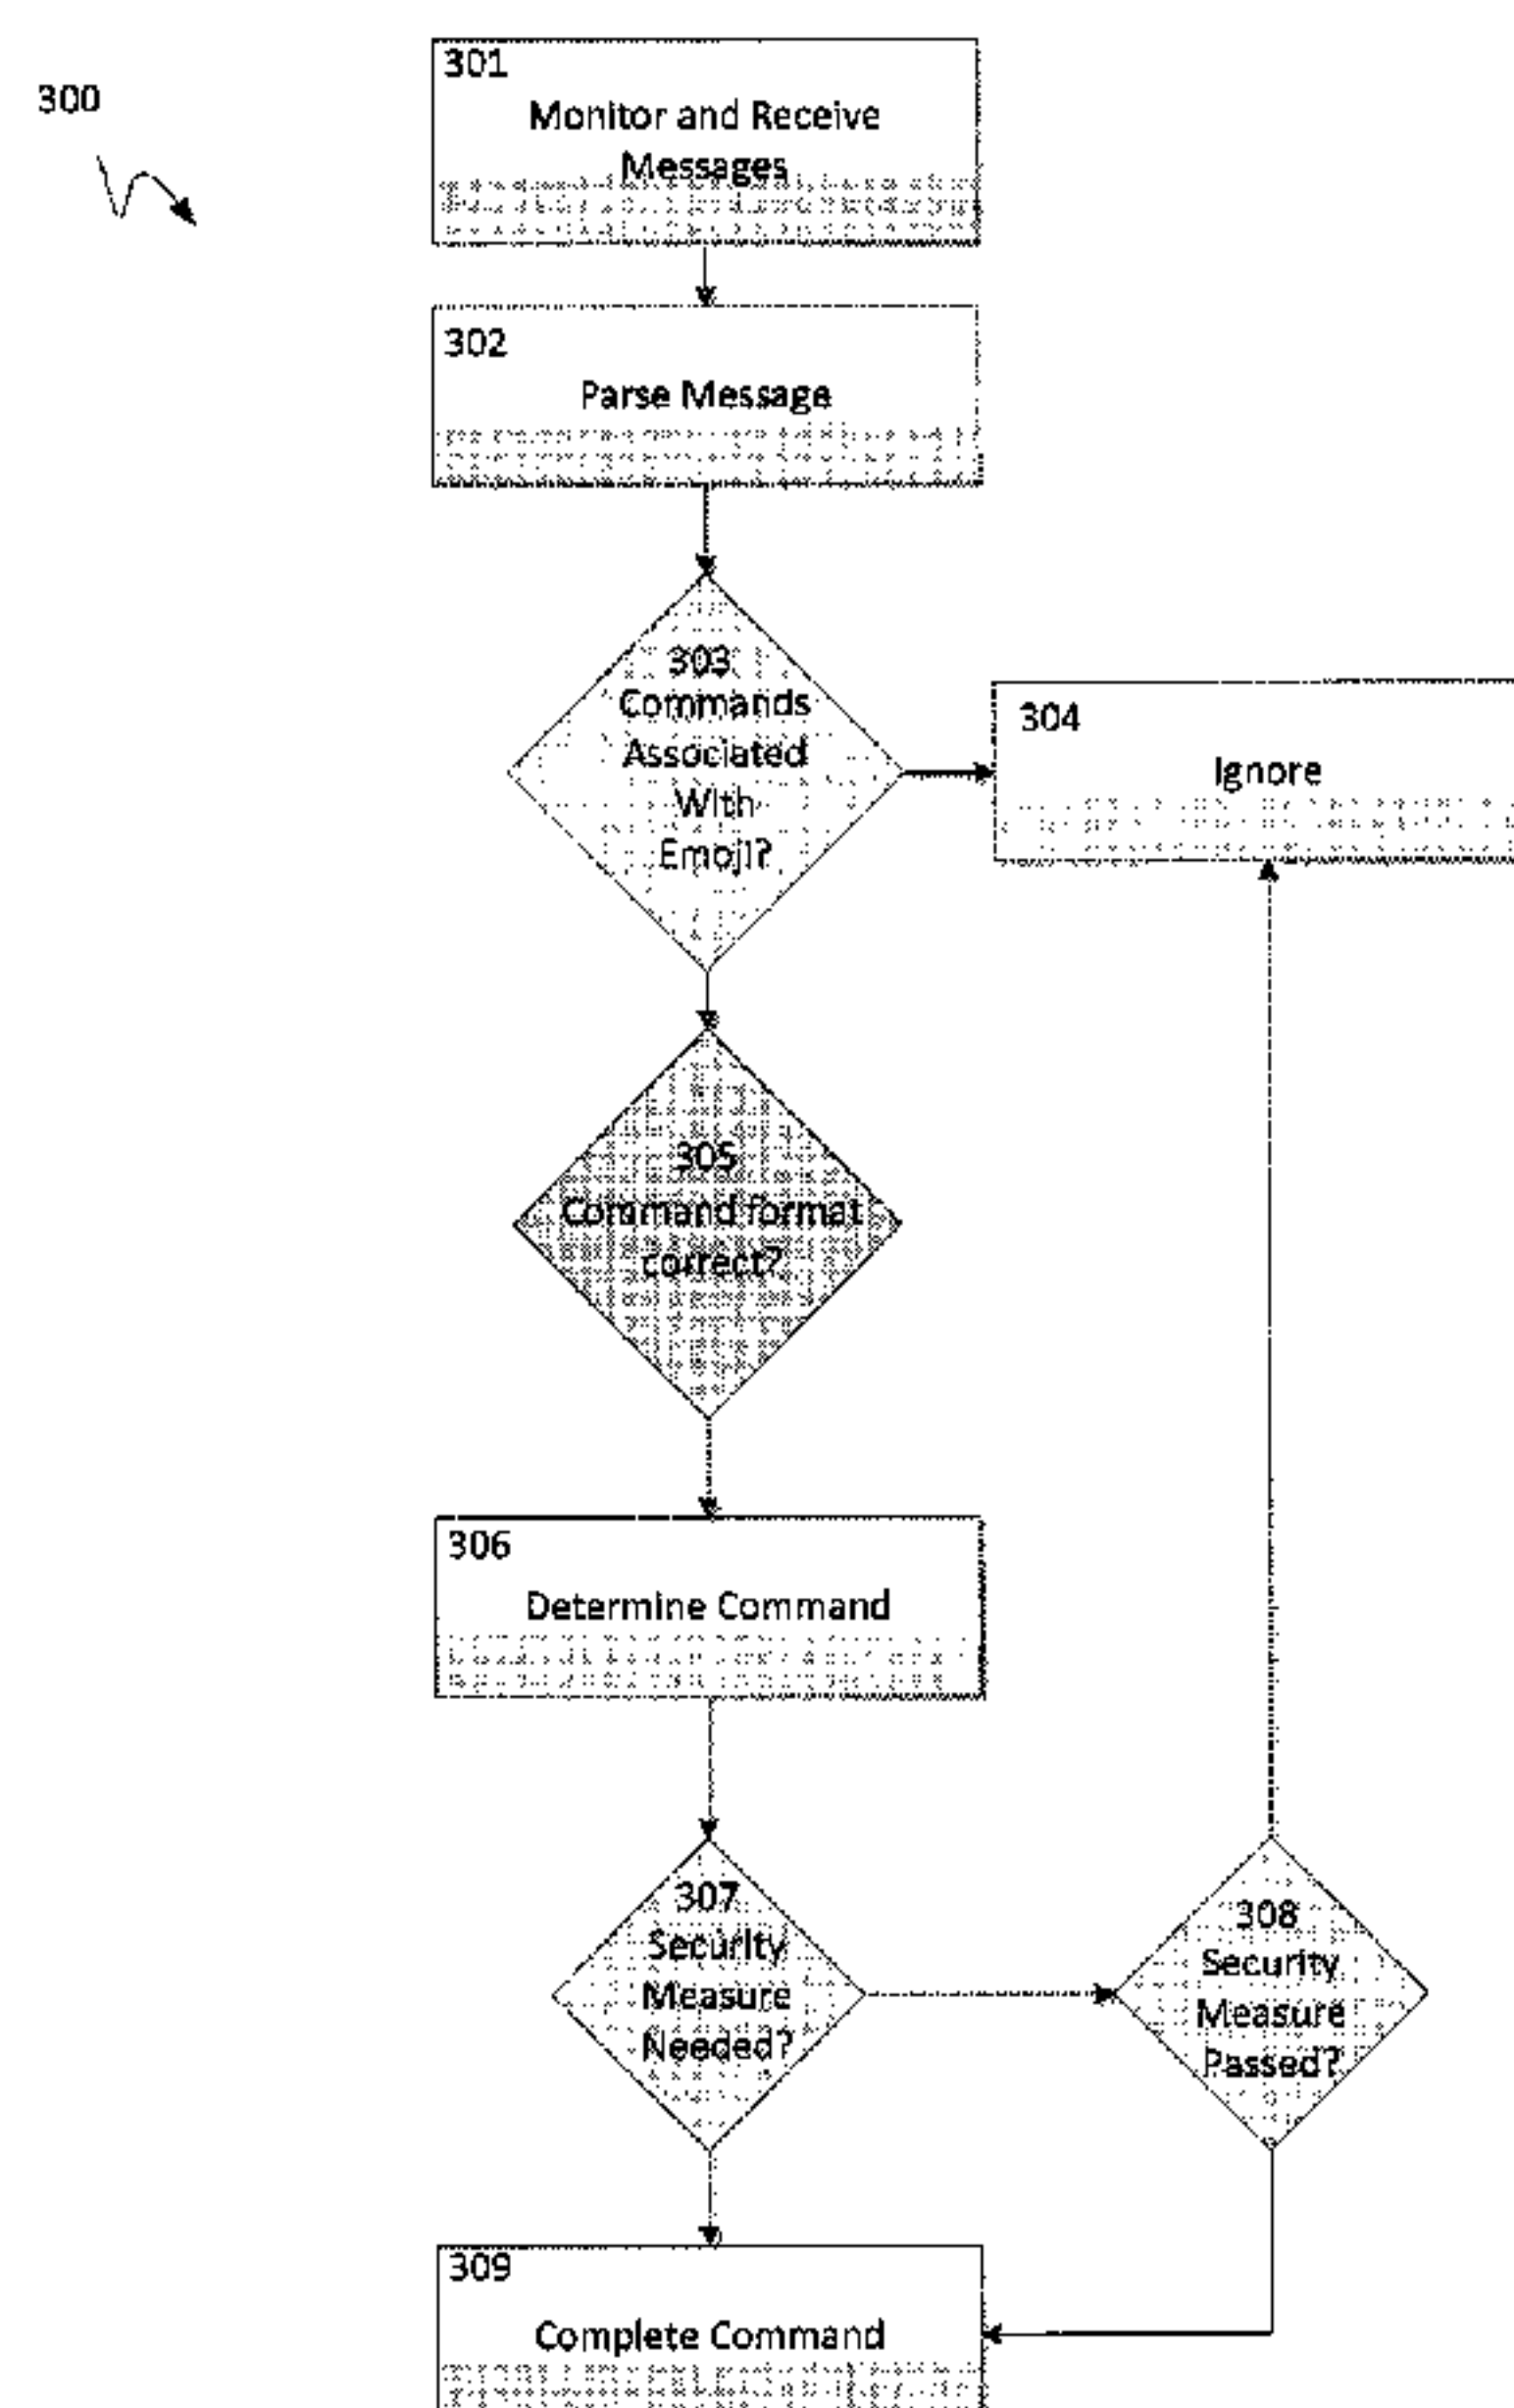 300
301
Monitor and Receive
Messages
302
Parse Message
303
Commands
Associated
With
Emoji?
304
Ignore
305
Command format
correct?
306
Determine Command
307
Security
Measure
Needed?
308
Security
Measure
Passed?
309
Complete Command